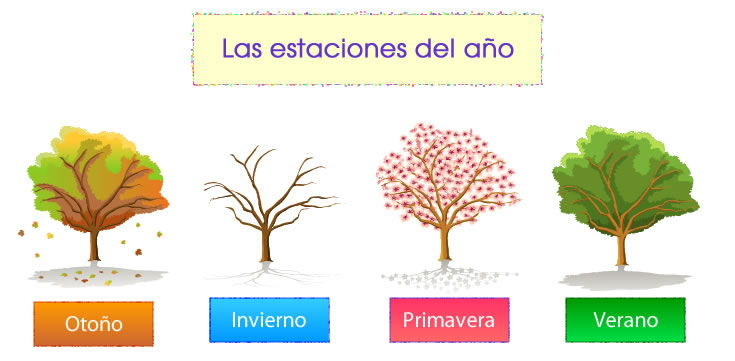 Las estaciones del año
Otoño
Invierno
Primavera
Verano